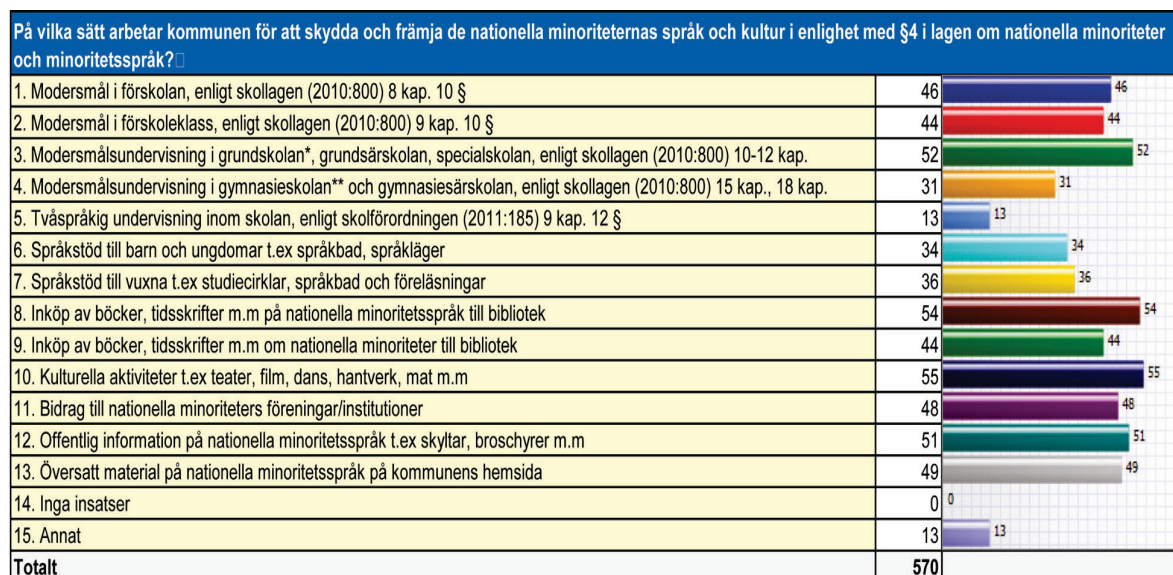 På vilka sätt arbetar kommunen för att skydda och främja de nationella minoriteternas språk och kultur i enlighet med §4 i lagen om nationella minoriteter
och minoritetsspråk?
1. Modersmål i förskolan, enligt skollagen (2010:800) 8 kap. 10 § 46 46
2. Modersmål i förskoleklass, enligt skollagen (2010:800) 9 kap. 10 § 44 44
3. Modersmålsundervisning i grundskolan*, grundsärskolan, specialskolan, enligt skollagen (2010:800) 10-12 kap. 52 52
4. Modersmålsundervisning i gymnasieskolan** och gymnasiesärskolan, enligt skollagen (2010:800) 15 kap., 18 kap. 31 31
5. Tvåspråkig undervisning inom skolan, enligt skolförordningen (2011:185) 9 kap. 12 § 13 13
6. Språkstöd till barn och ungdomar t.ex språkbad, språkläger 34 34
7. Språkstöd till vuxna t.ex studiecirklar, språkbad och föreläsningar 36 36
8. Inköp av böcker, tidsskrifter m.m på nationella minoritetsspråk till bibliotek 54 54
9. Inköp av böcker, tidsskrifter m.m om nationella minoriteter till bibliotek 44 44
10. Kulturella aktiviteter t.ex teater, film, dans, hantverk, mat m.m 55 55
11. Bidrag till nationella minoriteters föreningar/institutioner 48 48
12. Offentlig information på nationella minoritetsspråk t.ex skyltar, broschyrer m.m 51 51
13. Översatt material på nationella minoritetsspråk på kommunens hemsida 49 49
14. Inga insatser 0 0
15. Annat 13 13
Totalt 570